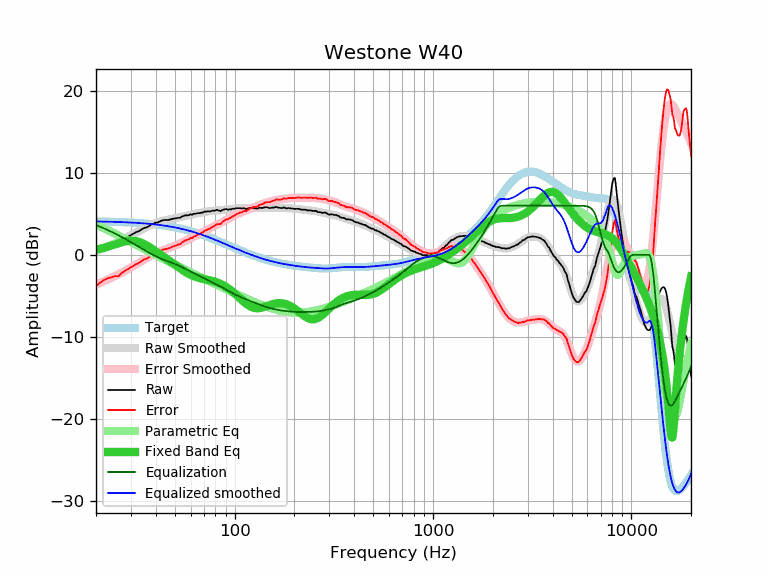 Westone W40
Amplitude (dBr)
20
10
0
−10
−20
−30
Target
Raw Smoothed
Error Smoothed
Raw
Error
Parametric Eq
Fixed Band Eq
Equalization
Equalized smoothed
100 1000 10000
Frequency (Hz)